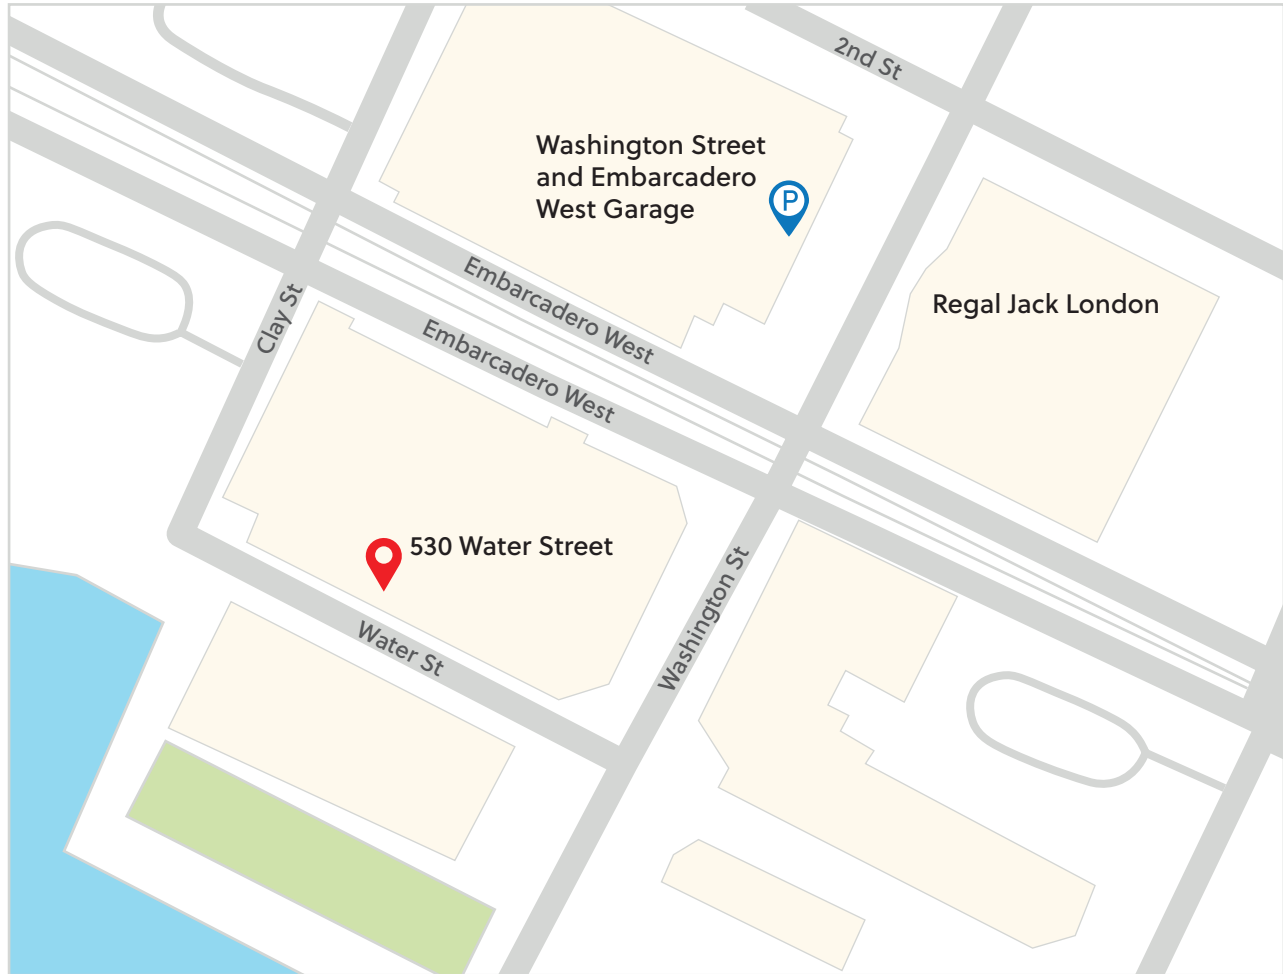 2nd St
Washington Street
and Embarcadero
West Garage
P
Embarcadero West
Regal Jack London
Clay St
Embarcadero West
530 Water Street
Washington St
Water St